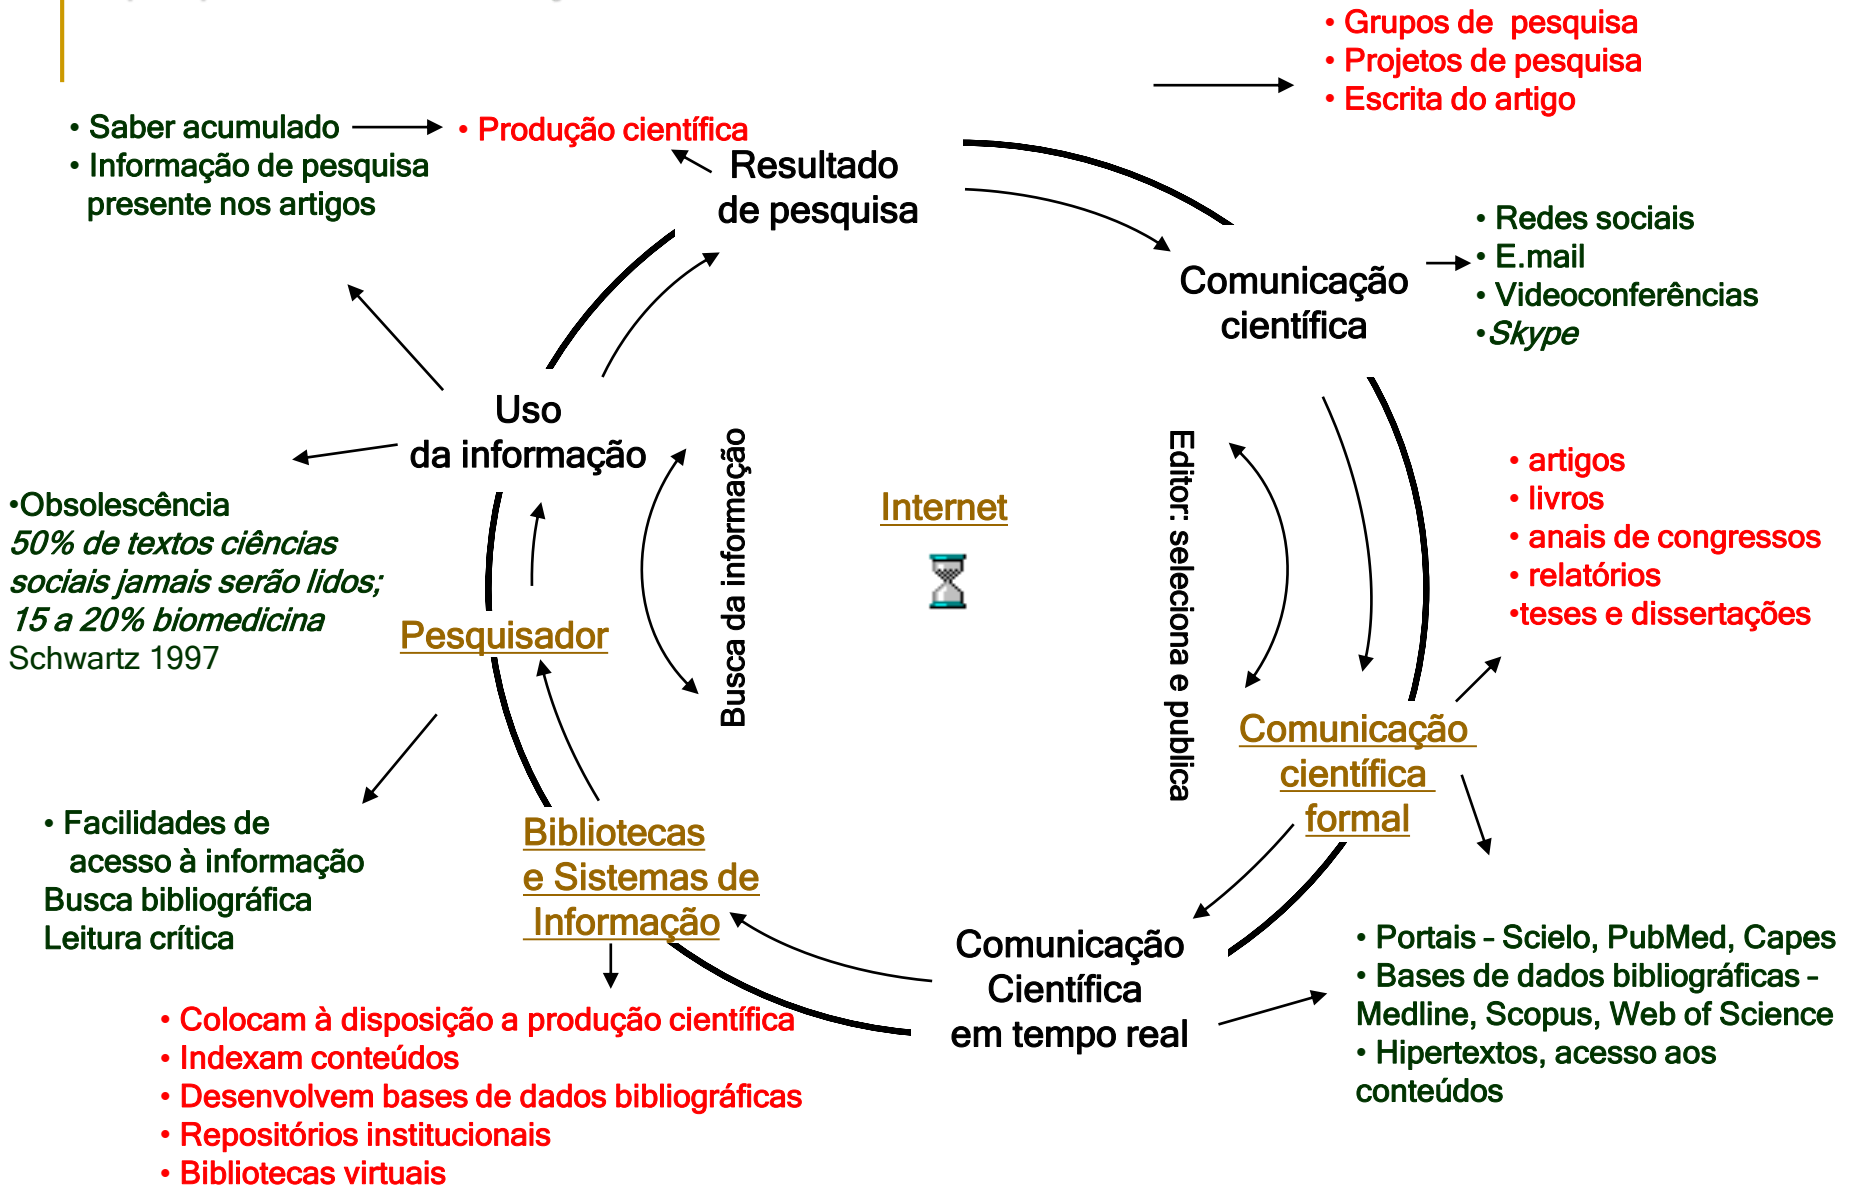 • Grupos de  pesquisa
• Projetos de pesquisa
• Escrita do artigo
• Saber acumulado
• Informação de pesquisa
presente nos artigos
• Produção científica
Resultado
de pesquisa
Comunicação
científica
• Redes sociais
• E.mail
• Videoconferências
•Skype
Uso
da informação
Busca da informação
Internet
Editor: seleciona e publica
• artigos
• livros
• anais de congressos
• relatórios
•teses e dissertações
•Obsolescência
50% de textos ciências
sociais jamais serão lidos;
15 a 20% biomedicina
Schwartz 1997
Pesquisador
Comunicação
científica
formal
• Facilidades de
acesso à informação
Busca bibliográfica
Leitura crítica
Bibliotecas
e Sistemas de
Informação
Comunicação
Científica
em tempo real
• Portais – Scielo, PubMed, Capes
• Bases de dados bibliográficas –
Medline, Scopus, Web of Science
• Hipertextos, acesso aos
conteúdos
• Colocam à disposição a produção científica
• Indexam conteúdos
• Desenvolvem bases de dados bibliográficas
• Repositórios institucionais
• Bibliotecas virtuais